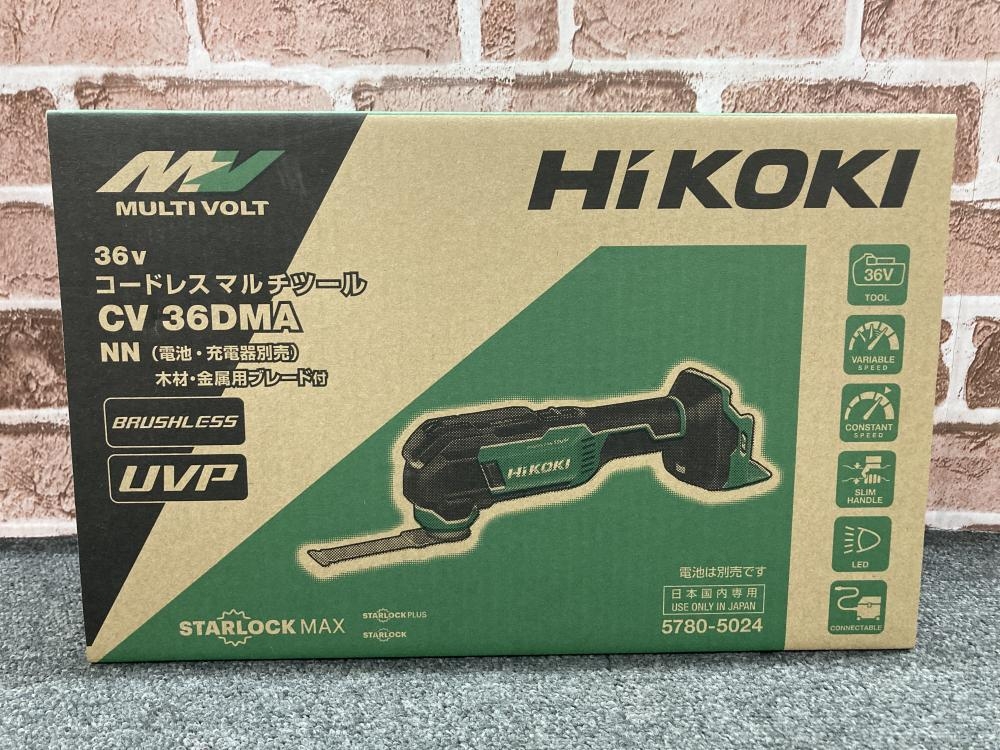 MULTI VOLT
HiKOKI
36v
コードレス マルチツール
CV 36DMA
NN（電池・充電器別売）
木材・金属用ブレード付
BRUSHLESS
UVP
HiKOKI
36V
TOOL
VARIABLE
SPEED
CONSTANT
SPEED
SLIM
HANDLE
LED
CONNECTABLE
電池は別売です
日本国内専用
USE ONLY IN JAPAN
5780-5024
STARLOCK MAX
STARLOCK PLUS
STARLOCK